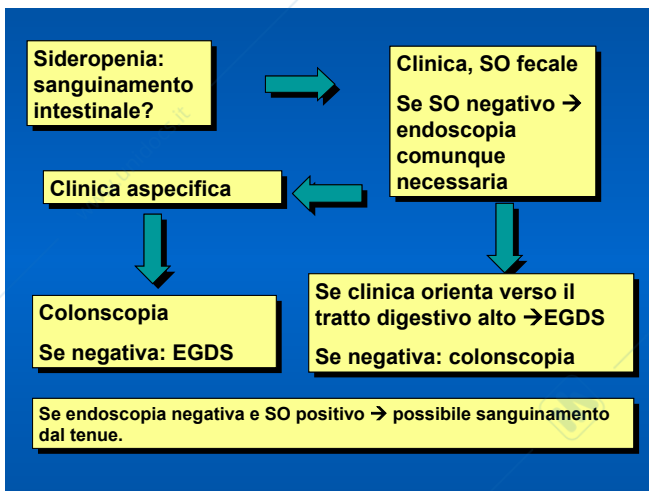 Sideropenia:
sanguinamento
intestinale?
Clinica, SO fecale
Se SO negativo →
endoscopia
comunque
necessaria
Clinica aspecifica
Colonscopia
Se negativa: EGDS
Se clinica orienta verso il
tratto digestivo alto →EGDS
Se negativa: colonscopia
Se endoscopia negativa e SO positivo → possibile sanguinamento
dal tenue.